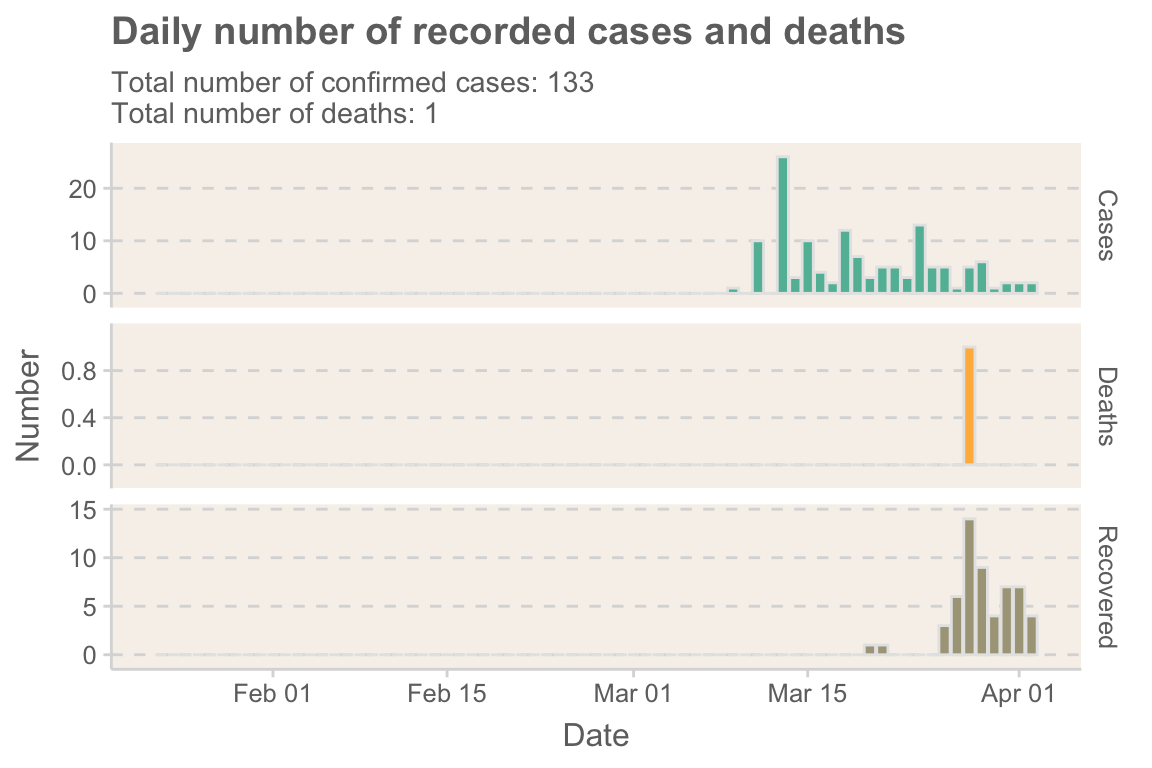 Daily number of recorded cases and deaths
Total number of confirmed cases: 133
Total number of deaths: 1
20
10
0
Cases
0.8
0.4
0.0
Deaths
15
10
5
0
Recovered
Number
Feb 01 Feb 15 Mar 01 Mar 15 Apr 01
Date